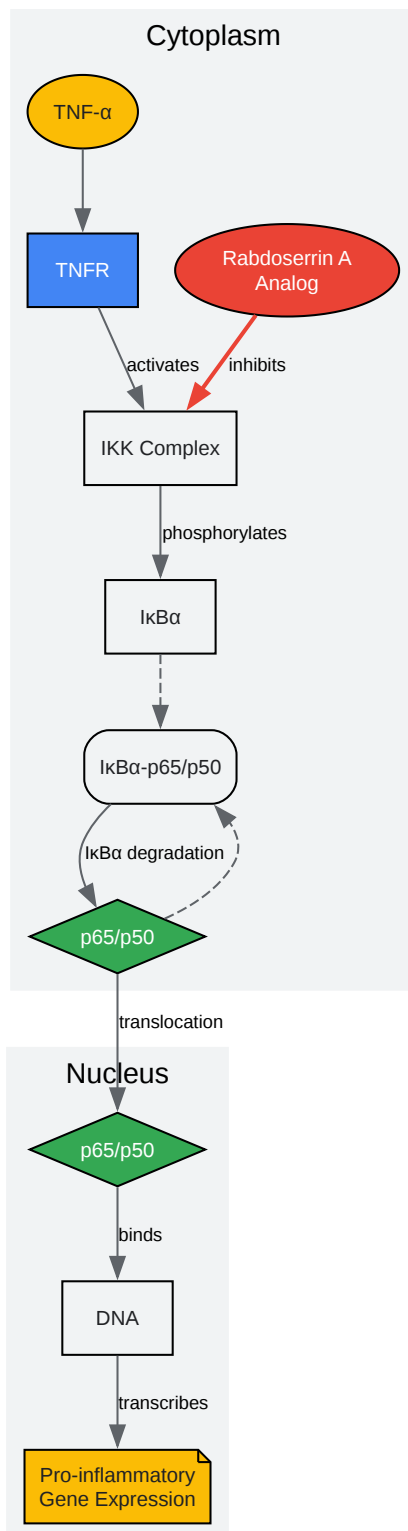 Cytoplasm
TNF-α
TNFR
Rabdoserrin A
Analog
activates
inhibits
IKK Complex
phosphorylates
IκBα
IκBα-p65/p50
IκBα degradation
p65/p50
translocation
Nucleus
p65/p50
binds
DNA
transcribes
Pro-inflammatory
Gene Expression